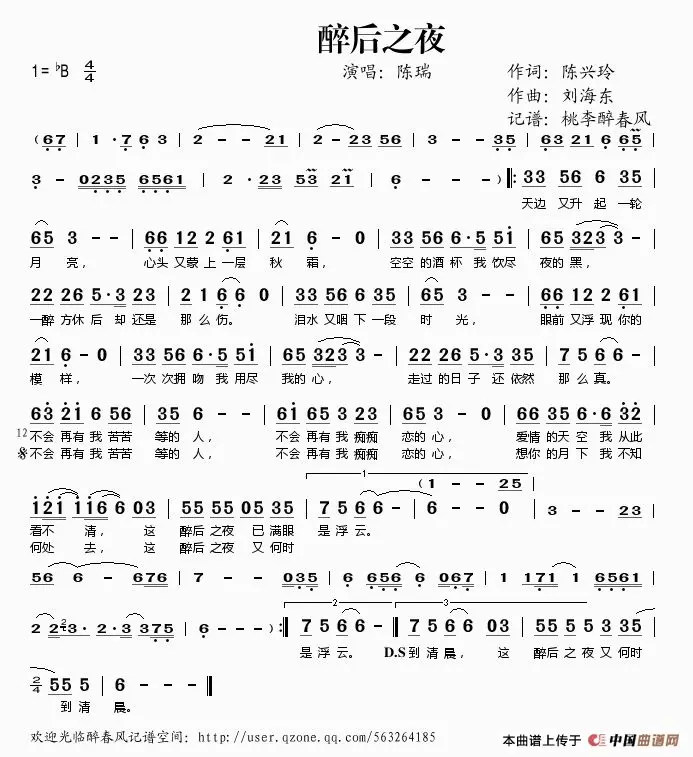 醉后之夜
1= ♭B 4/4
演唱：陈瑞
作词：陈兴玲
作曲：刘海东
记谱：桃李醉春风
( 67 | 1 · 7 6 3 | 2 - - 21 | 2 - 23 56 | 3 - - 35 | 63 21 6 65 |
3 - 0235 6561 | 2 · 23 53 21 | 6 - - - ) ‖: 33 56 6 35 |
天边 又升 起 一轮
65 3 - - | 66 12 2 61 | 21 6 - 0 | 33 56 6·5 51 | 65 323 3 - |
月 亮， 心头 又蒙 上 一层 秋 霜， 空空 的酒 杯 我 饮尽 夜的 黑，
22 26 5·3 23 | 2 1 6 6 0 | 33 56 6 35 | 65 3 - - | 66 12 2 61 |
一醉 方休 后 却 还是 那 么 伤。 泪水 又咽 下 一段 时 光， 眼前 又浮 现 你的
21 6 - 0 | 33 56 6·5 51 | 65 323 3 - | 22 26 5·3 35 | 7 5 6 6 |
模 样， 一次 次拥 吻 我 用尽 我的 心， 走过 的日 子 还 依然 那 么 真。
63 21 6 56 | 35 6 - - | 61 65 3 23 | 65 3 - 0 | 66 35 6·6 32 |
12 不会 再有 我 苦苦 等的 人， 不会 再有 我 痴痴 恋的 心， 爱情 的天 空 我 从此
不会 再有 我 苦苦 等的 人， 不会 再有 我 痴痴 恋的 心， 想你 的月 下 我 不知
1 ( 1 - - 25
121 116 6 03 | 55 55 05 35 | 7 5 6 6 - | 6 - - 0 | 3 - - 23 |
看不 清， 这 醉后 之夜 已 满眼 是 浮 云。
何处 去， 这 醉后 之夜 又 何时
56 6 - 676 | 7 - - - | 0 0 035 | 6 656 6 067 | 1 171 1 6561 |
2 2 23· 2·3 375 | 6 - - - ) :‖ 2 7 5 6 6 - :‖ 3 7 5 6 6 03 | 55 5 5 3 35 |
是 浮 云。 D.S 到 清 晨， 这 醉后 之 夜 又 何时
2/4 55 5 | 6 - - - ‖
到 清 晨。
欢迎光临醉春风记谱空间：http://user.qzone.qq.com/563264185
本曲谱上传于 中国曲谱网